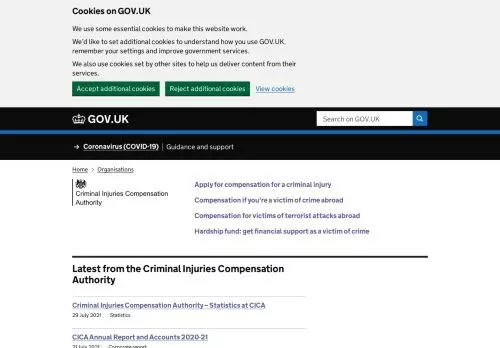 Cookies on GOV.UK
We use some essential cookies to make this website work.
We'd like to set additional cookies to understand how you use GOV.UK,
remember your settings and improve government services.
We also use cookies set by other sites to help us deliver content from their
services.
Accept additional cookies Reject additional cookies View cookies
GOV.UK Search on GOV.UK
→ Coronavirus (COVID-19) | Guidance and support
Home > Organisations
Criminal Injuries Compensation
Authority
Apply for compensation for a criminal injury
Compensation if you're a victim of crime abroad
Compensation for victims of terrorist attacks abroad
Hardship fund: get financial support as a victim of crime
Latest from the Criminal Injuries Compensation
Authority
Criminal Injuries Compensation Authority – Statistics at CICA
29 July 2021 Statistics
CICA Annual Report and Accounts 2020-21
21 July 2021 Corporate report